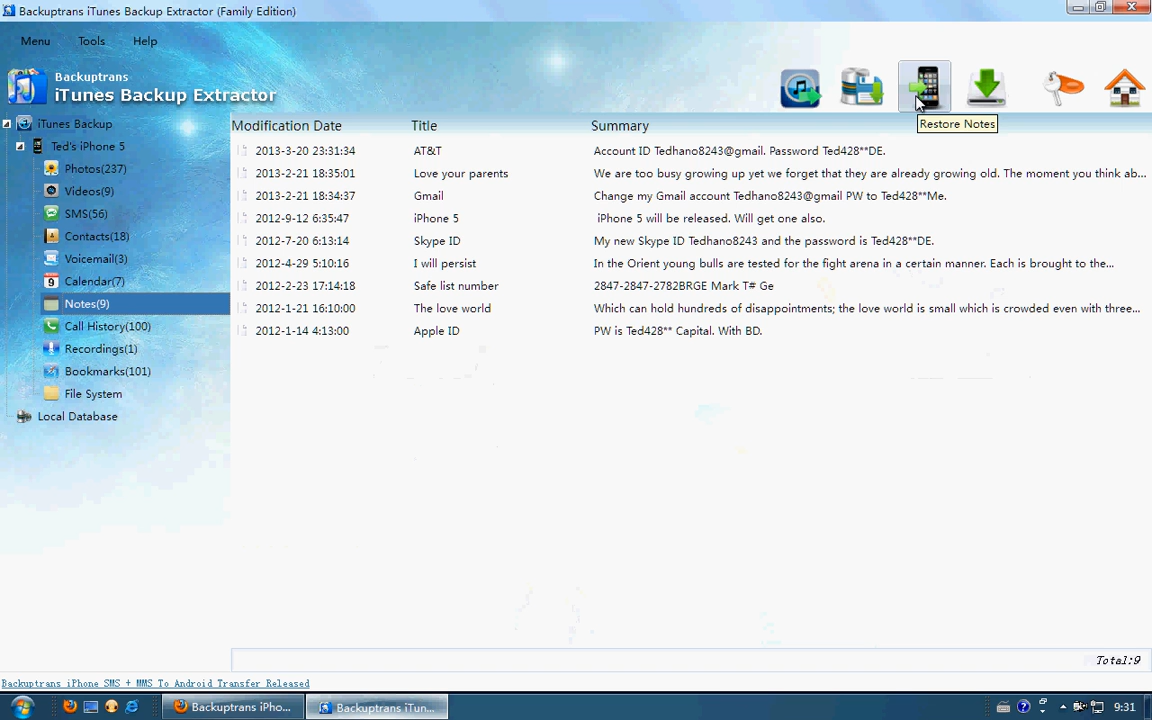 Backuptrans iTunes Backup Extractor (Family Edition)
Menu Tools Help
Backuptrans
iTunes Backup Extractor
Restore Notes
iTunes Backup
Ted's iPhone 5
Photos(237)
Videos(9)
SMS(56)
Contacts(18)
Voicemail(3)
Calendar(7)
Notes(9)
Call History(100)
Recordings(1)
Bookmarks(101)
File System
Local Database
Modification Date Title Summary
2013-3-20 23:31:34 AT&T Account ID Tedhano8243@gmail. Password Ted428**DE.
2013-2-21 18:35:01 Love your parents We are too busy growing up yet we forget that they are already growing old. The moment you think ab...
2013-2-21 18:34:37 Gmail Change my Gmail account Tedhano8243@gmail PW to Ted428**Me.
2012-9-12 6:35:47 iPhone 5 iPhone 5 will be released. Will get one also.
2012-7-20 6:13:14 Skype ID My new Skype ID Tedhano8243 and the password is Ted428**DE.
2012-4-29 5:10:16 I will persist In the Orient young bulls are tested for the fight arena in a certain manner. Each is brought to the...
2012-2-23 17:14:18 Safe list number 2847-2847-2782BRGE Mark T# Ge
2012-1-21 16:10:00 The love world Which can hold hundreds of disappointments; the love world is small which is crowded even with three...
2012-1-14 4:13:00 Apple ID PW is Ted428** Capital. With BD.
Total:9
Backuptrans iPhone SMS + MMS To Android Transfer Released
Backuptrans iPho... Backuptrans iTun... 9:31